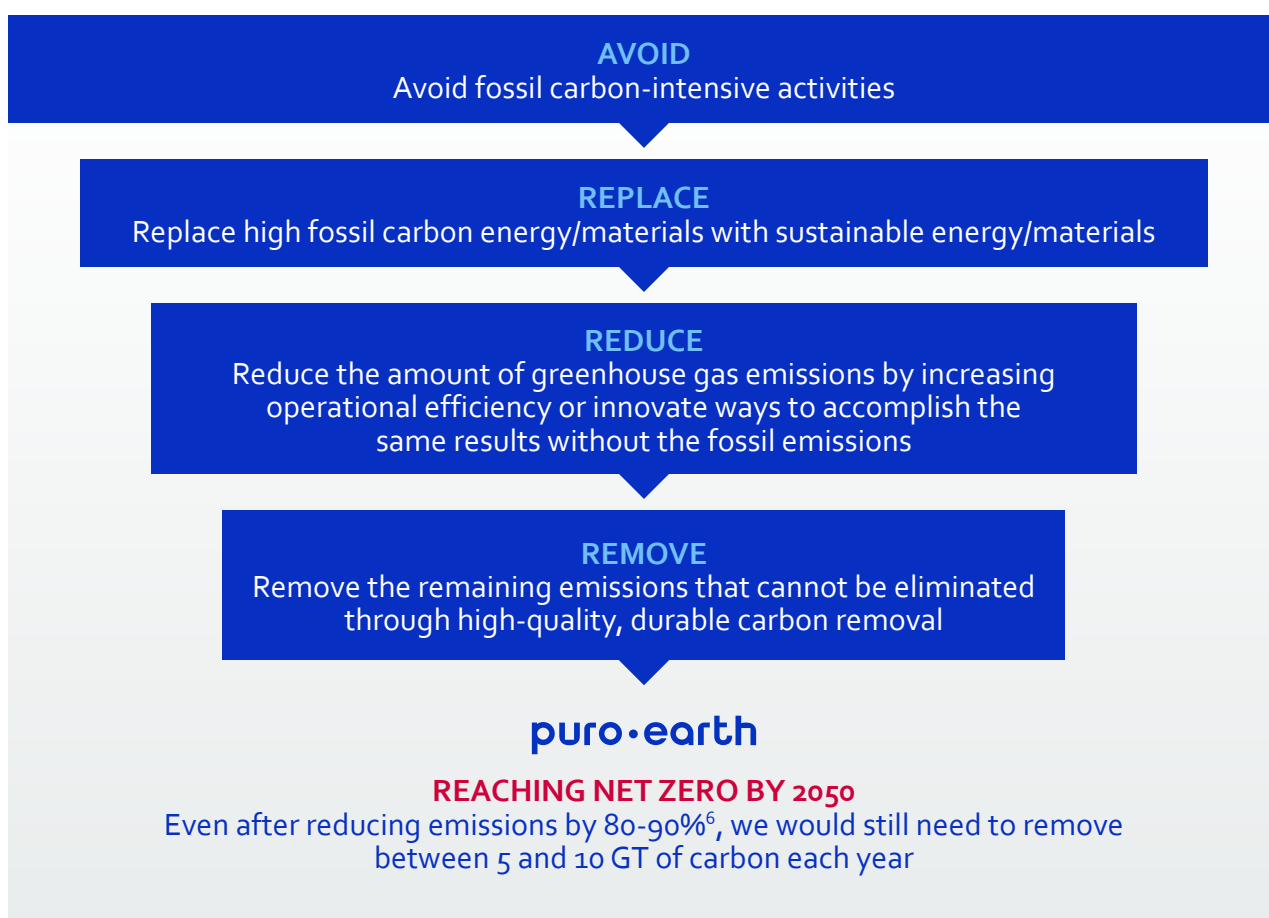 AVOID
Avoid fossil carbon-intensive activities
REPLACE
Replace high fossil carbon energy/materials with sustainable energy/materials
REDUCE
Reduce the amount of greenhouse gas emissions by increasing
operational efficiency or innovate ways to accomplish the
same results without the fossil emissions
REMOVE
Remove the remaining emissions that cannot be eliminated
through high-quality, durable carbon removal
puro·earth
REACHING NET ZERO BY 2050
Even after reducing emissions by 80-90%⁶, we would still need to remove
between 5 and 10 GT of carbon each year